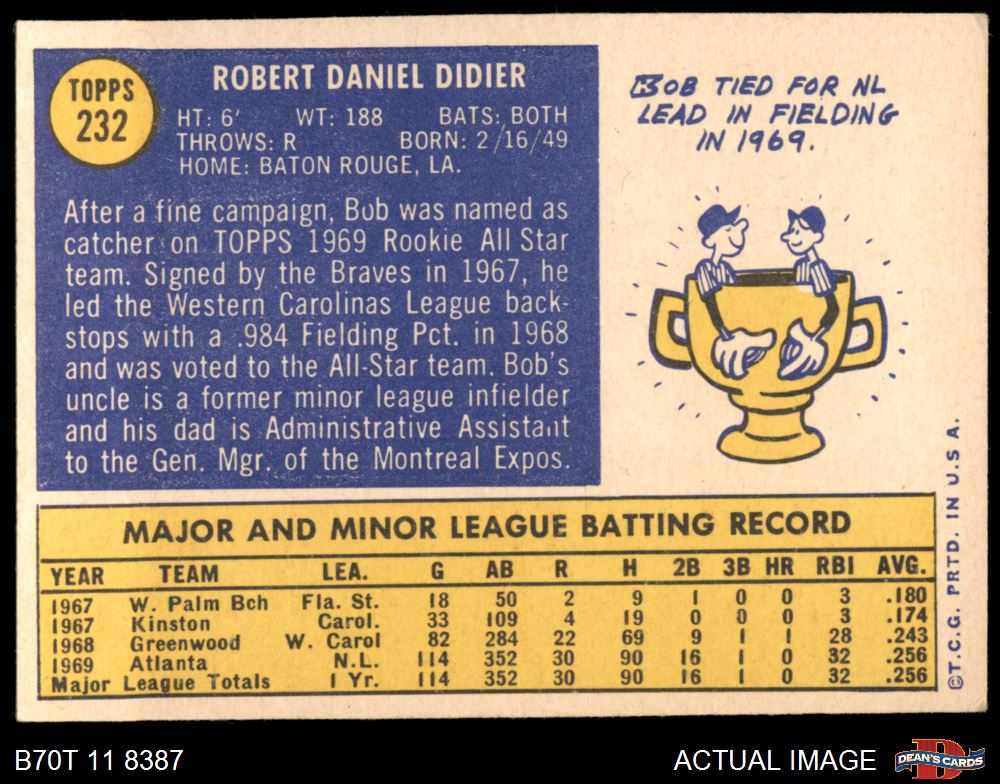 TOPPS
232
ROBERT DANIEL DIDIER
HT: 6' WT: 188 BATS: BOTH
THROWS: R BORN: 2/16/49
HOME: BATON ROUGE, LA.
After a fine campaign, Bob was named as
catcher on TOPPS 1969 Rookie All Star
team. Signed by the Braves in 1967, he
led the Western Carolinas League back-
stops with a .984 Fielding Pct. in 1968
and was voted to the All-Star team. Bob's
uncle is a former minor league infielder
and his dad is Administrative Assistant
to the Gen. Mgr. of the Montreal Expos.
BOB TIED FOR NL
LEAD IN FIELDING
IN 1969.
MAJOR AND MINOR LEAGUE BATTING RECORD
YEAR TEAM LEA. G AB R H 2B 3B HR RBI AVG.
1967 W. Palm Bch Fla. St. 18 50 2 9 1 0 0 3 .180
1967 Kinston Carol. 33 109 4 19 0 0 0 3 .174
1968 Greenwood W. Carol 82 284 22 69 9 1 1 28 .243
1969 Atlanta N.L. 114 352 30 90 16 1 0 32 .256
Major League Totals 1 Yr. 114 352 30 90 16 1 0 32 .256
©T.C.G. PRTD. IN U.S A.
B70T 11 8387
ACTUAL IMAGE
D
DEAN'S CARDS